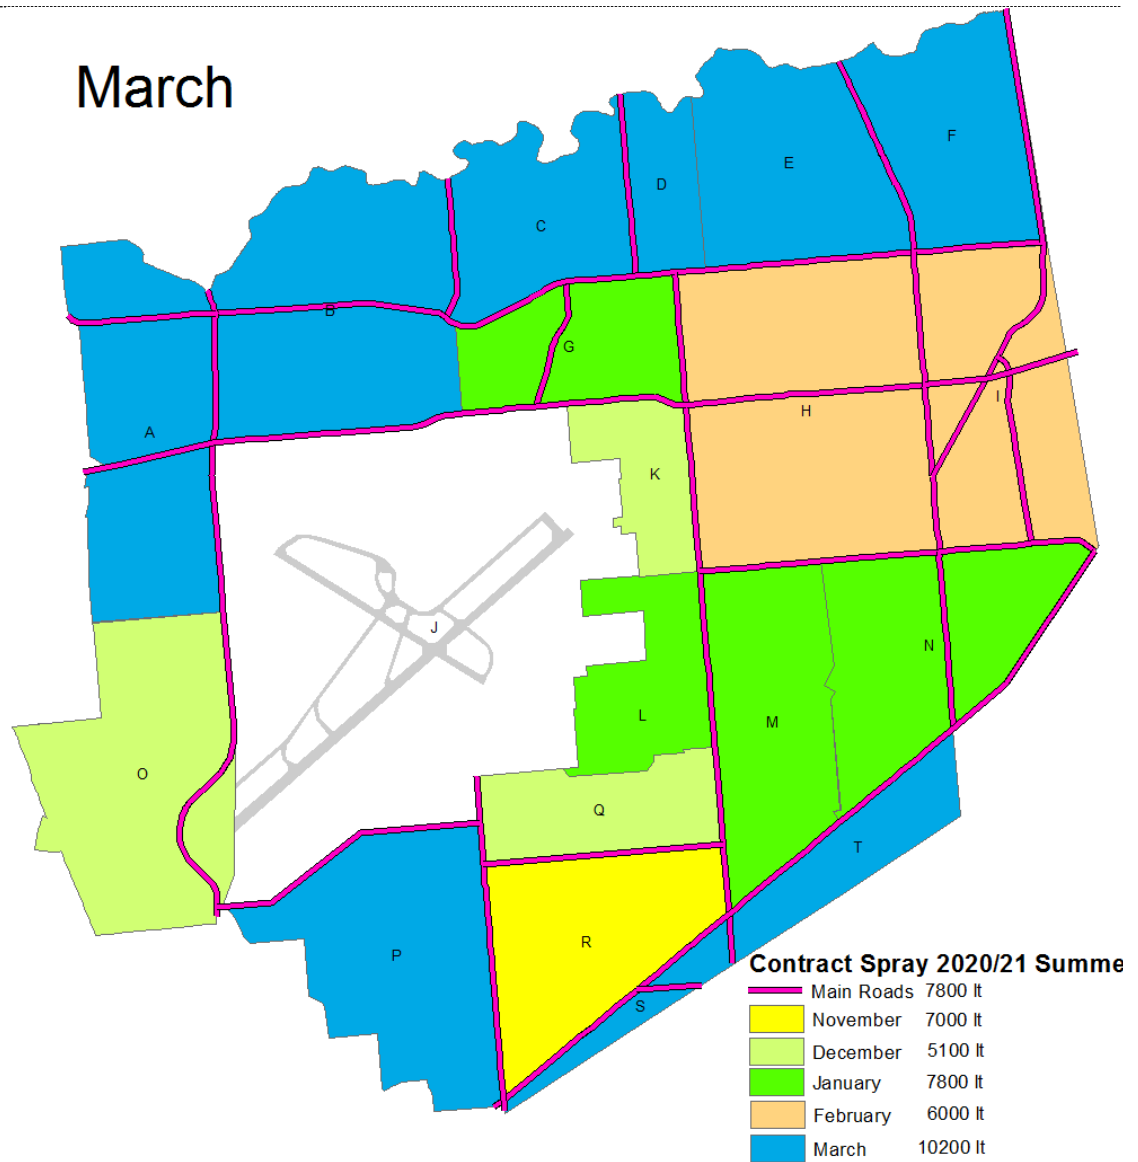 March
F
E
D
C
B
G
H
I
A
K
J
N
L
M
O
Q
T
R
P
S
Contract Spray 2020/21 Summe
Main Roads 7800 lt
November 7000 lt
December 5100 lt
January 7800 lt
February 6000 lt
March 10200 lt